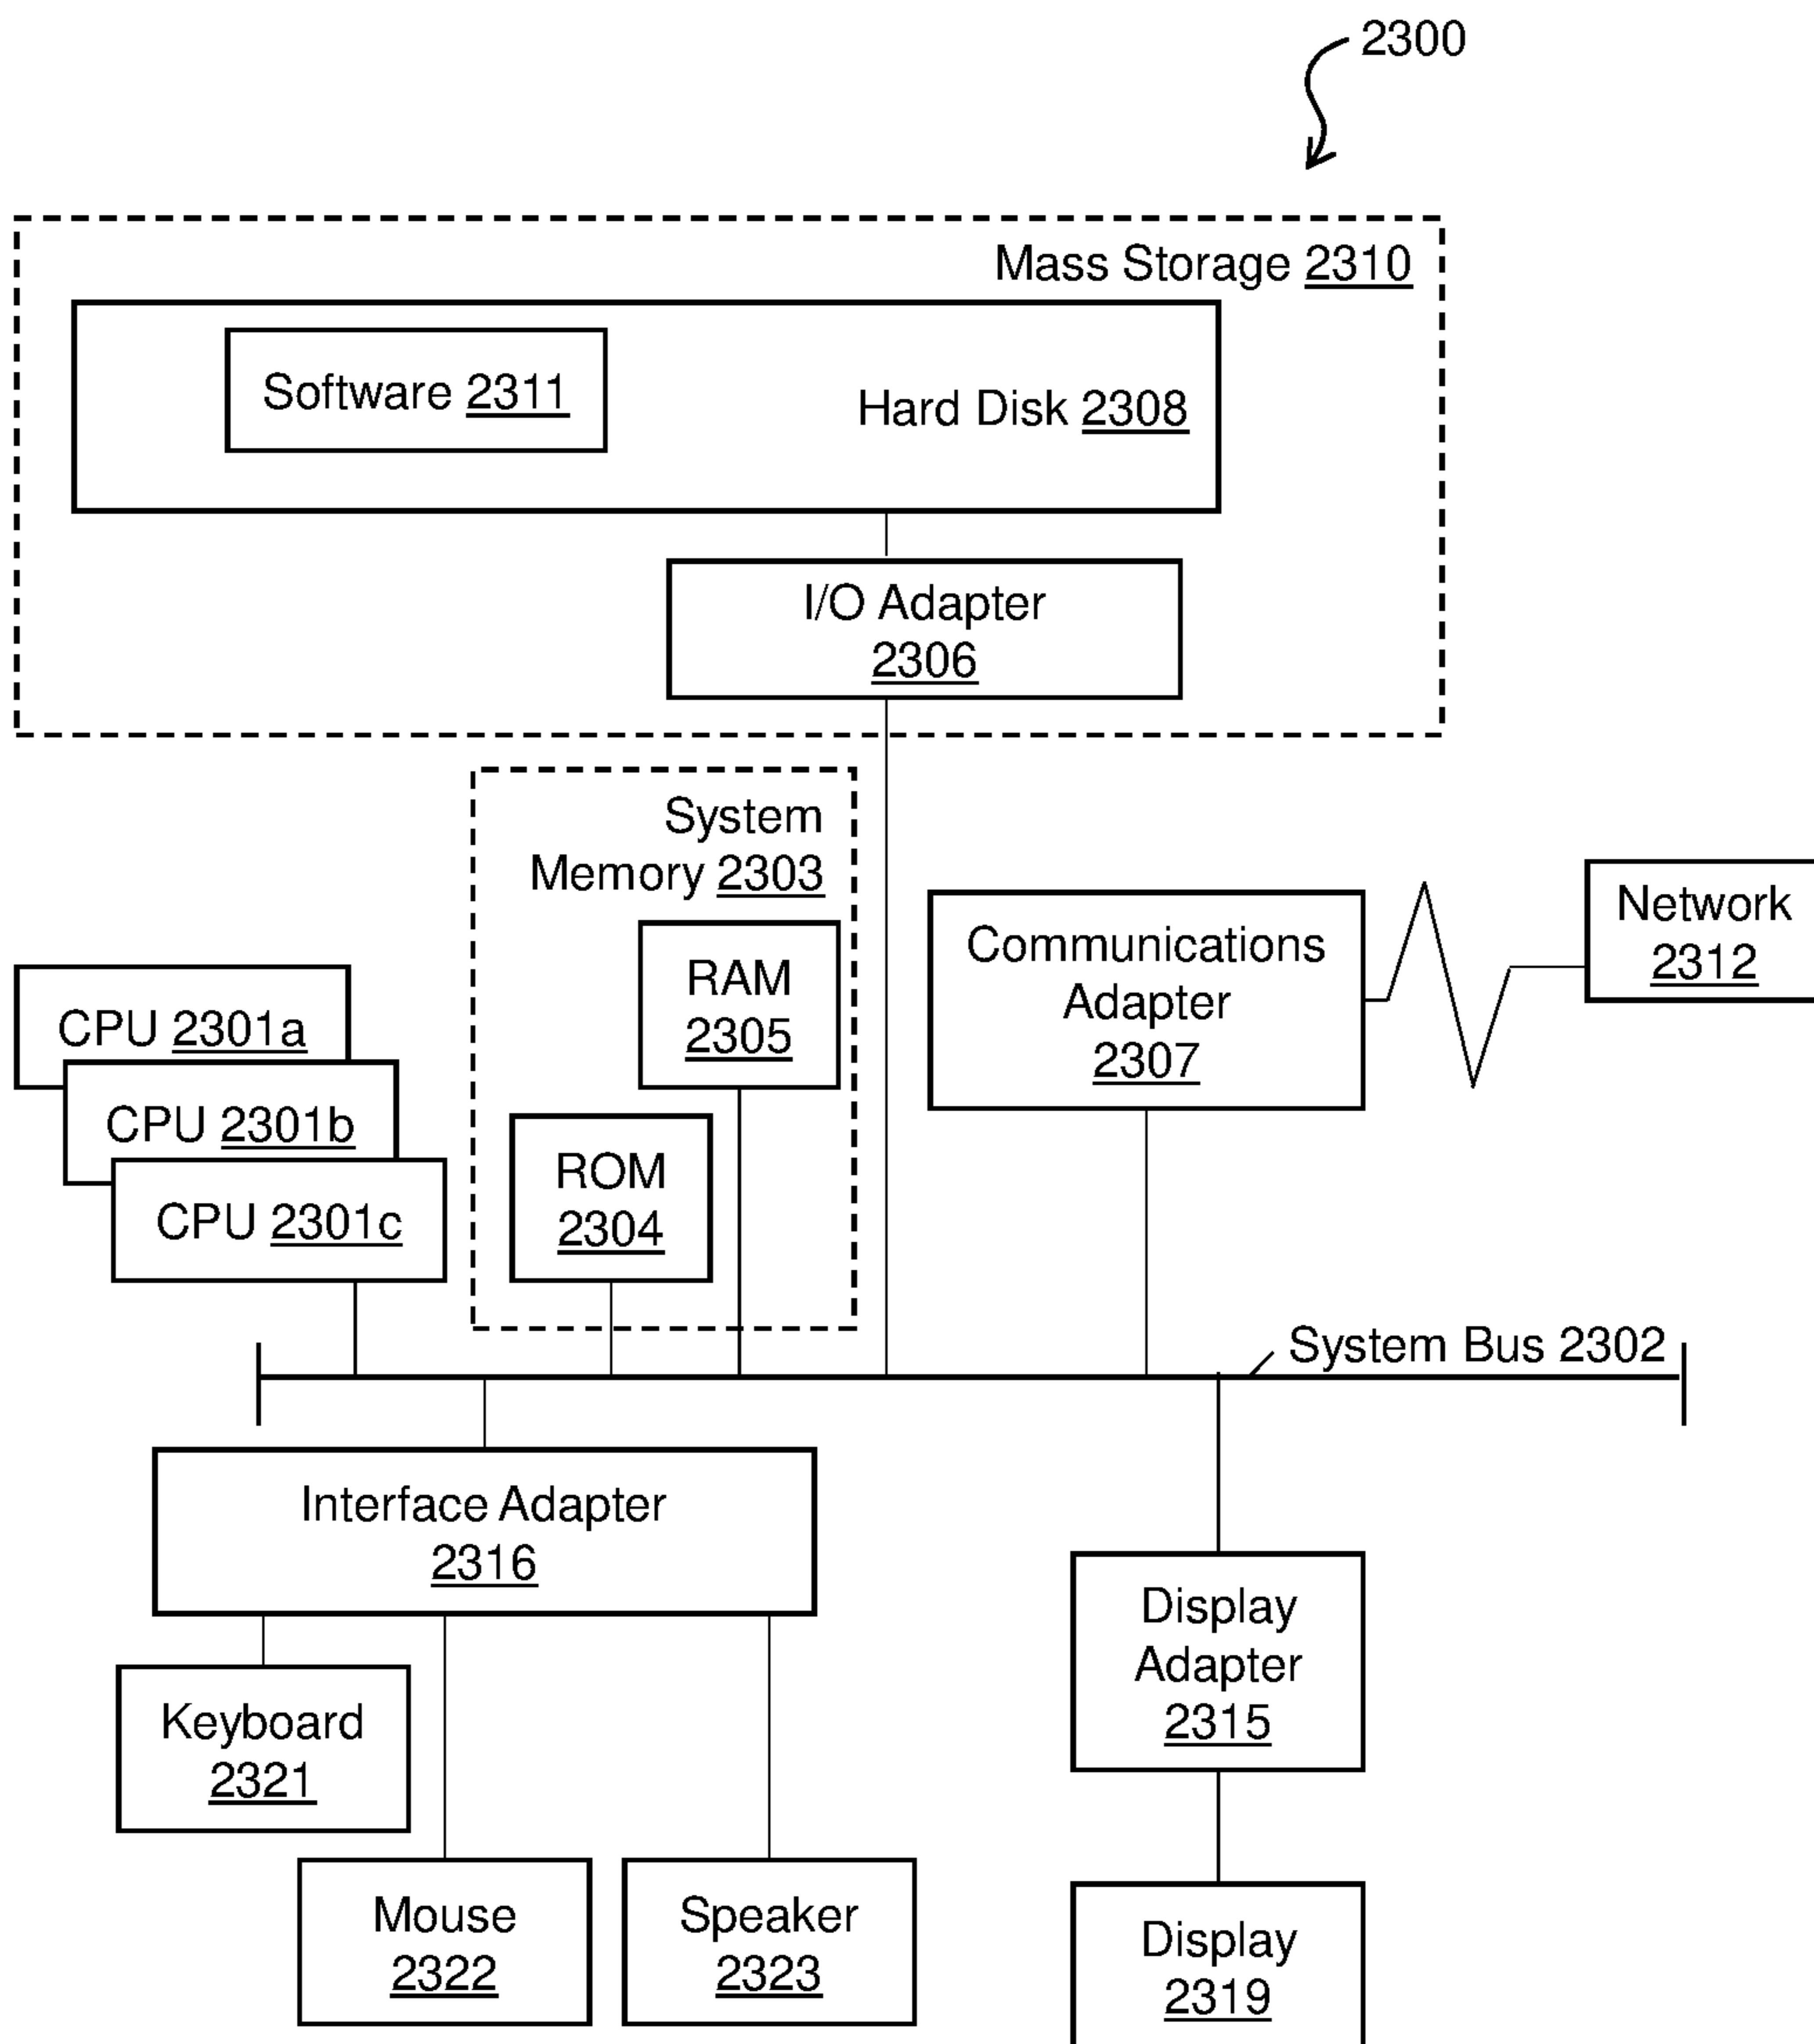 2300
Mass Storage 2310
Software 2311
Hard Disk 2308
I/O Adapter
2306
System
Memory 2303
RAM
2305
ROM
2304
Communications
Adapter
2307
Network
2312
CPU 2301a
CPU 2301b
CPU 2301c
System Bus 2302
Interface Adapter
2316
Keyboard
2321
Mouse
2322
Speaker
2323
Display
Adapter
2315
Display
2319